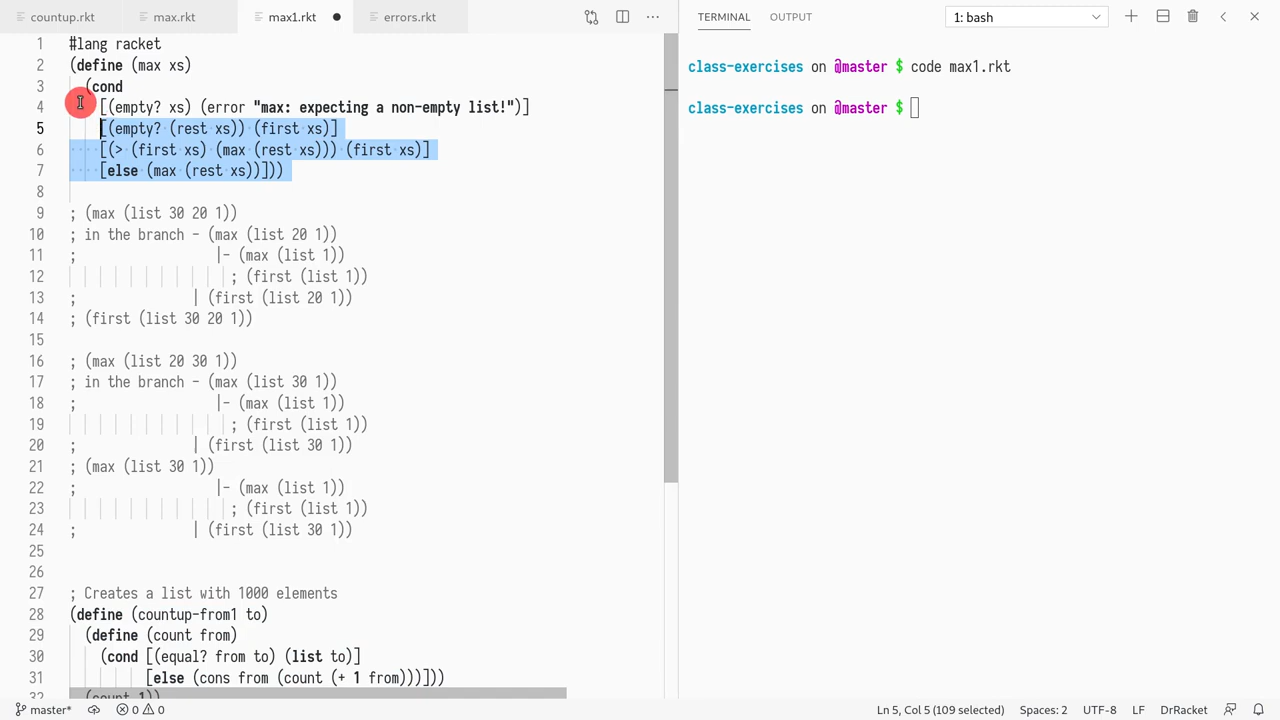 countup.rkt max.rkt max1.rkt errors.rkt TERMINAL OUTPUT 1: bash
1 #lang racket
2 (define (max xs)
3 (cond
4 [(empty? xs) (error "max: expecting a non-empty list!")]
5 [(empty? (rest xs)) (first xs)]
6 [(> (first xs) (max (rest xs))) (first xs)]
7 [else (max (rest xs))]))
8
9 ; (max (list 30 20 1))
10 ; in the branch - (max (list 20 1))
11 ; |- (max (list 1))
12 ; (first (list 1))
13 ; | (first (list 20 1))
14 ; (first (list 30 20 1))
15
16 ; (max (list 20 30 1))
17 ; in the branch - (max (list 30 1))
18 ; |- (max (list 1))
19 ; (first (list 1))
20 ; | (first (list 30 1))
21 ; (max (list 30 1))
22 ; |- (max (list 1))
23 ; (first (list 1))
24 ; | (first (list 30 1))
25
26
27 ; Creates a list with 1000 elements
28 (define (countup-from1 to)
29 (define (count from)
30 (cond [(equal? from to) (list to)]
31 [else (cons from (count (+ 1 from)))]))
32 (count 1))
class-exercises on @master $ code max1.rkt
class-exercises on @master $
master* 0 0 Ln 5, Col 5 (109 selected) Spaces: 2 UTF-8 LF DrRacket